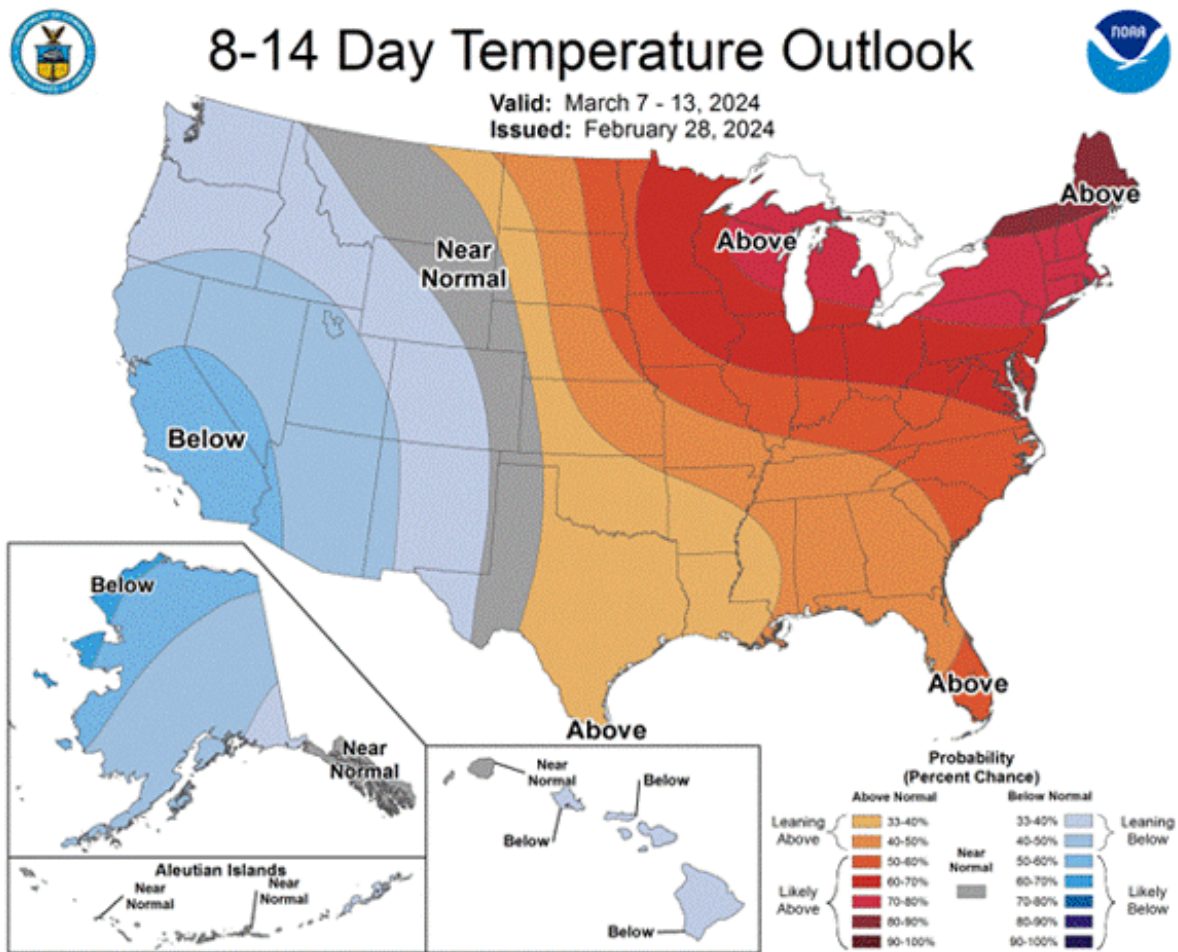 8-14 Day Temperature Outlook
NOAA
Valid: March 7 - 13, 2024
Issued: February 28, 2024
Above
Above
Near
Normal
Below
Above
Above
Below
Near
Normal
Near
Normal
Below
Below
Below
Aleutian Islands
Near
Normal
Near
Normal
Probability
(Percent Chance)
Above Normal
Below Normal
Leaning
Above
33-40%
40-50%
Likely
Above
50-60%
60-70%
70-80%
80-90%
90-100%
Near
Normal
33-40%
40-50%
Leaning
Below
50-60%
60-70%
70-80%
80-90%
90-100%
Likely
Below